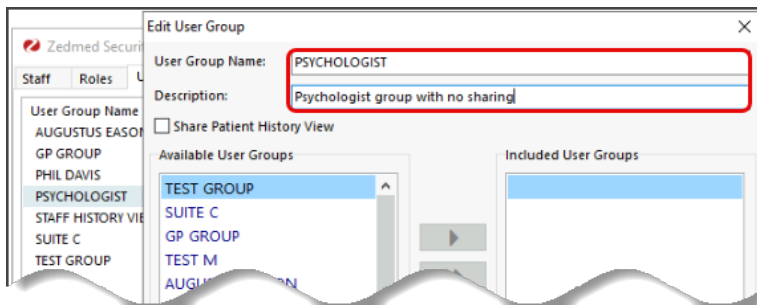 Edit User Group
Zedmed Securi
Staff Roles U
User Group Name
AUGUSTUS EASON
GP GROUP
PHIL DAVIS
PSYCHOLOGIST
STAFF HISTORY VIE
SUITE C
TEST GROUP
User Group Name: PSYCHOLOGIST
Description: Psychologist group with no sharing
Share Patient History View
Available User Groups
TEST GROUP
SUITE C
GP GROUP
TEST M
Included User Groups